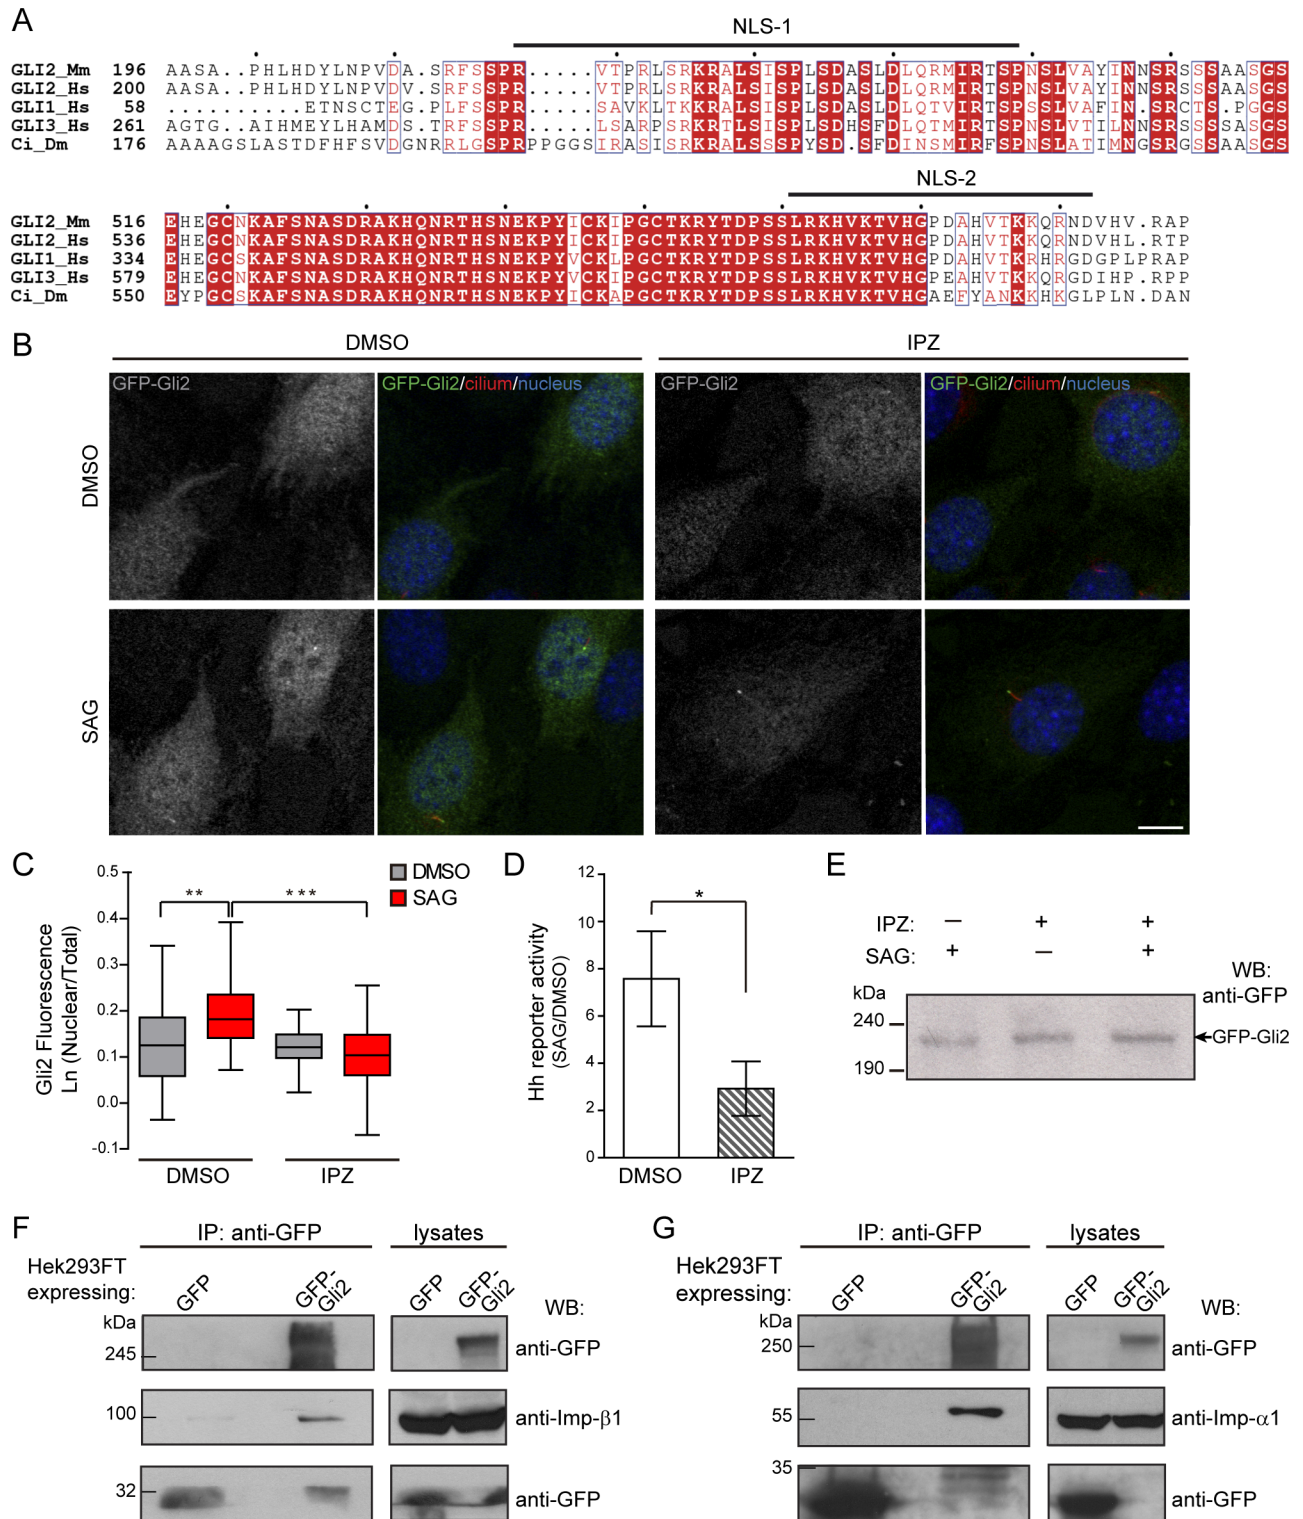 A
NLS-1
GLI2_Mm 196 AASA..PHLHDYLNPVDA.SRFSSPR.....VTPRLSRKRALSISPLSDASLDLQRMIRTSPNSLVAYINNSRSSSAASGS
GLI2_Hs 200 AASA..PHLHDYLNPVDV.SRFSSPR.....VTPRLSRKRALSISPLSDASLDLQRMIRTSPNSLVAYINNSRSSSAASGS
GLI1_Hs 58 ..........ETNSCTEG.PLFSSPR.....SAVKLTKKRALSISPLSDASLDLQTVIRTSPSSLVAFIN.SRCTS.PGGS
GLI3_Hs 261 AGTG..AIHMEYLHAMDS.TRFSSPR.....LSARPSRKRTLSISPLSDHSFDLQTMIRTSPNSLVTILNNSRSSSSASGS
Ci_Dm 176 AAAAGSLASTDFHFSVDGNRRLGSPRPPGGSIRASISRKRALSSSPYSD.SFDINSMIRFSPNSLATIMNGSRGSSAASGS
NLS-2
GLI2_Mm 516 EHEGCNKAFSNASDRAKHQNRTHSNEKPYICKIPGCTKRYTDPSSLRKHVKTVHGPDAHVTKKQRNDVHV.RAP
GLI2_Hs 536 EHEGCNKAFSNASDRAKHQNRTHSNEKPYICKIPGCTKRYTDPSSLRKHVKTVHGPDAHVTKKQRNDVHL.RTP
GLI1_Hs 334 EHEGCSKAFSNASDRAKHQNRTHSNEKPYVCKLPGCTKRYTDPSSLRKHVKTVHGPDAHVTKRHRGDGPLPRAP
GLI3_Hs 579 EHEGCNKAFSNASDRAKHQNRTHSNEKPYVCKIPGCTKRYTDPSSLRKHVKTVHGPEAHVTKKQRGDIHP.RPP
Ci_Dm 550 EYPGCSKAFSNASDRAKHQNRTHSNEKPYICKAPGCTKRYTDPSSLRKHVKTVHGAEFYANKKHKGLPLN.DAN
B
DMSO IPZ
GFP-Gli2 GFP-Gli2/cilium/nucleus GFP-Gli2 GFP-Gli2/cilium/nucleus
DMSO
SAG
C
Gli2 Fluorescence
Ln (Nuclear/Total)
0.5
0.4
0.3
0.2
0.1
0.0
-0.1
** ***
DMSO
SAG
DMSO IPZ
D
Hh reporter activity
(SAG/DMSO)
12
10
8
6
4
2
0
*
DMSO IPZ
E
IPZ: – + +
SAG: + – +
WB:
anti-GFP
kDa
240
190
GFP-Gli2
F
IP: anti-GFP lysates
Hek293FT
expressing:
GFP GFP-Gli2 GFP GFP-Gli2
WB:
kDa
245
anti-GFP
100
anti-Imp-β1
32
anti-GFP
G
IP: anti-GFP lysates
Hek293FT
expressing:
GFP GFP-Gli2 GFP GFP-Gli2
WB:
kDa
250
anti-GFP
55
anti-Imp-α1
35
anti-GFP